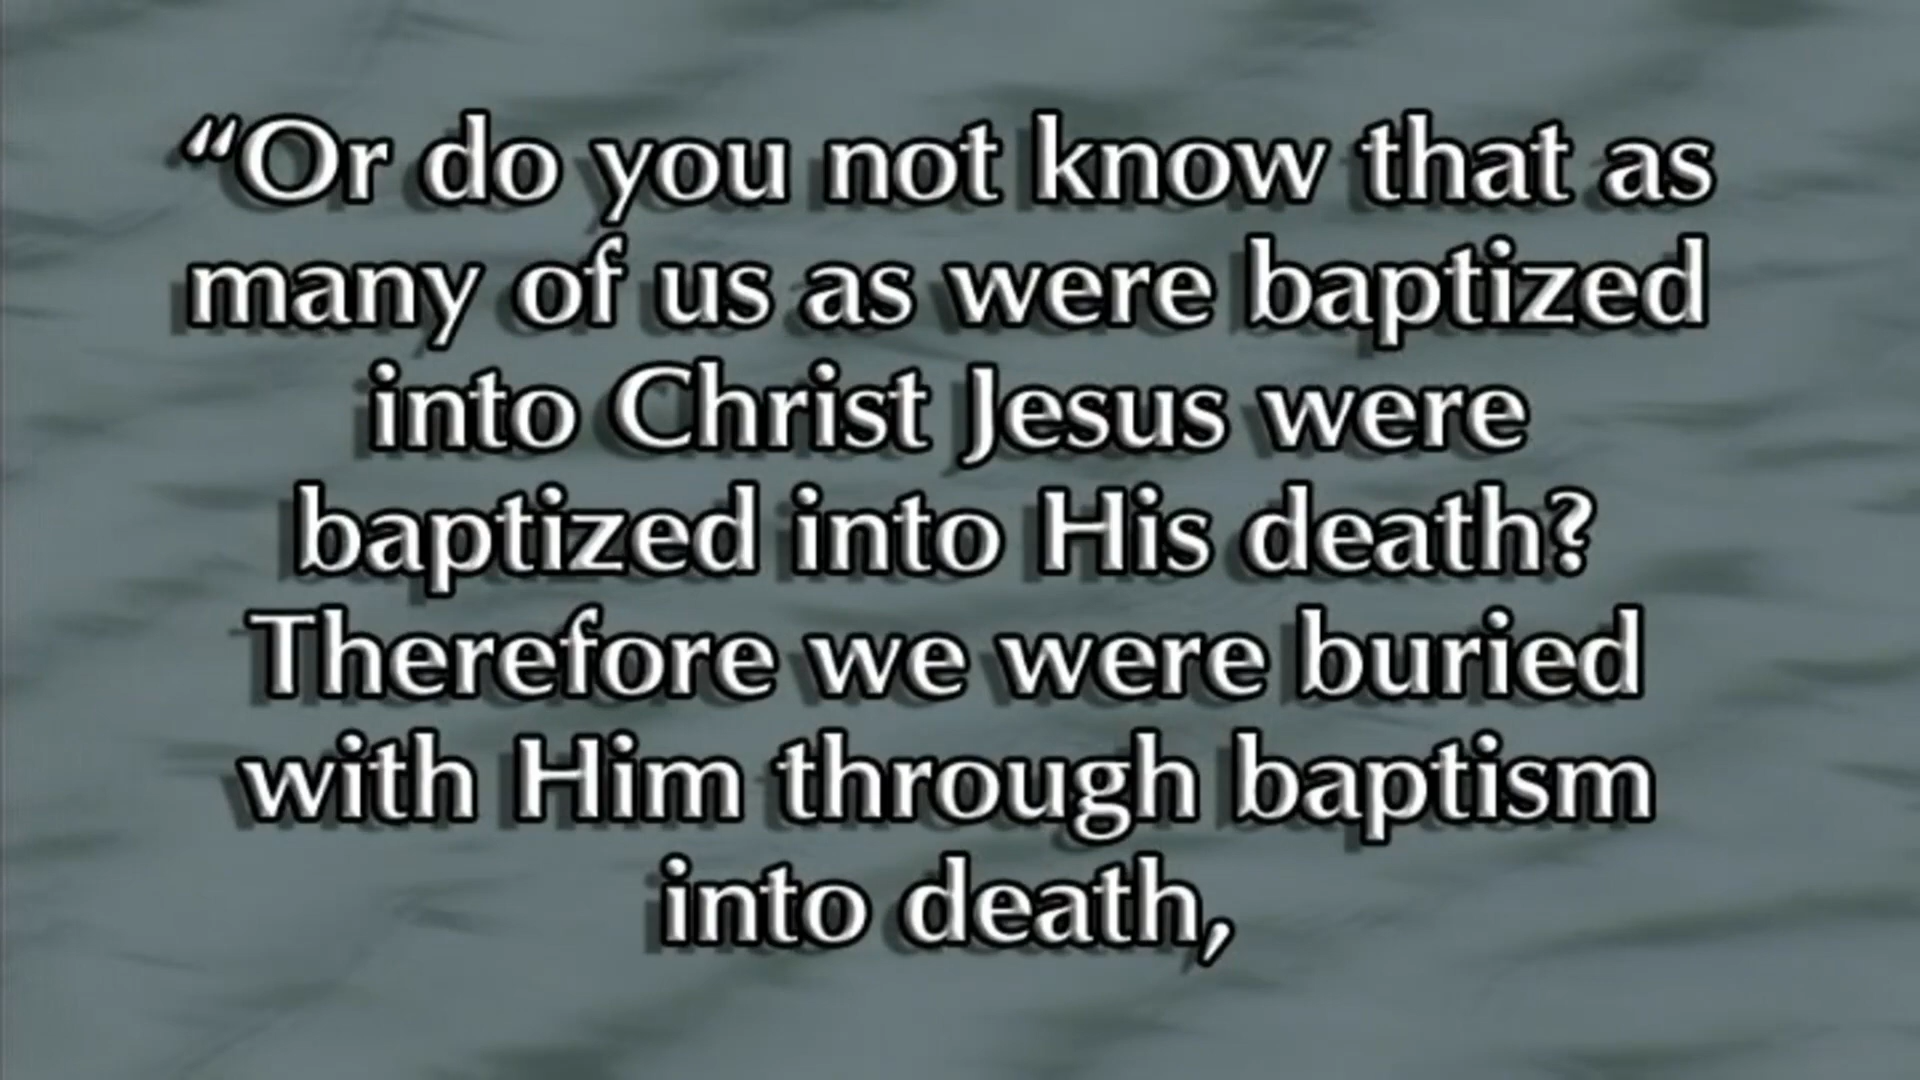 “Or do you not know that as
many of us as were baptized
into Christ Jesus were
baptized into His death?
Therefore we were buried
with Him through baptism
into death,